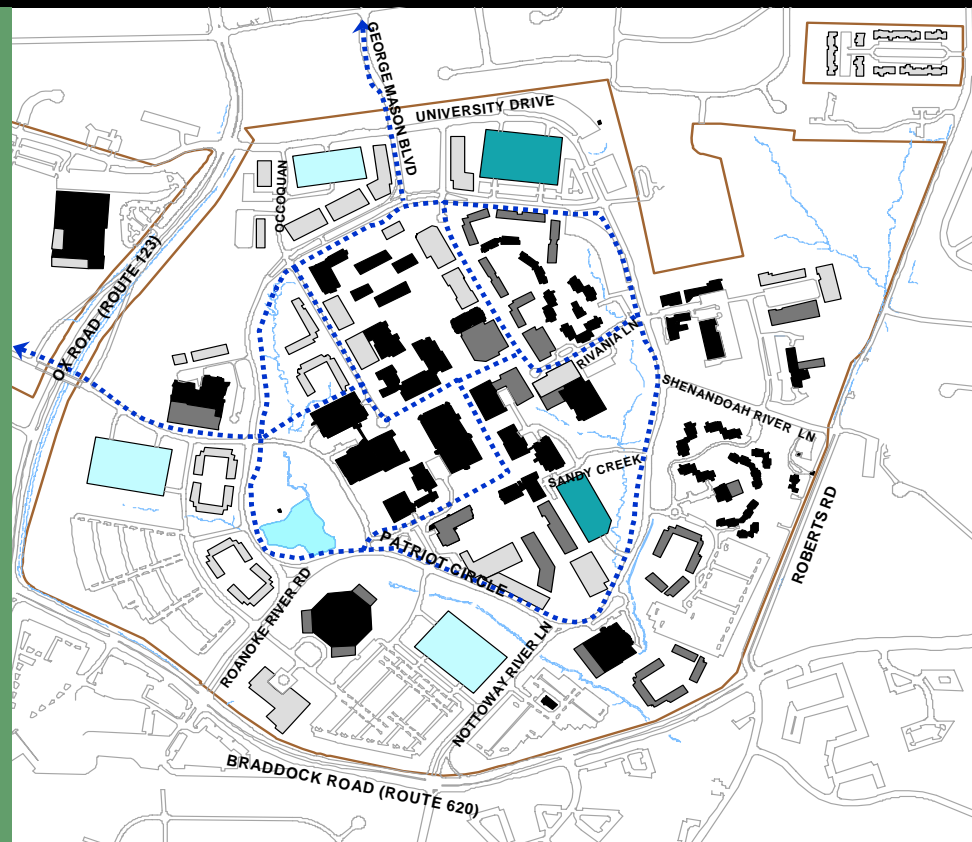 GEORGE MASON BLVD
UNIVERSITY DRIVE
OCCOQUAN
OX ROAD (ROUTE 123)
RIVANIA LN
SHENANDOAH RIVER LN
SANDY CREEK
ROBERTS RD
PATRIOT CIRCLE
ROANOKE RIVER RD
NOTTOWAY RIVER LN
BRADDOCK ROAD (ROUTE 620)